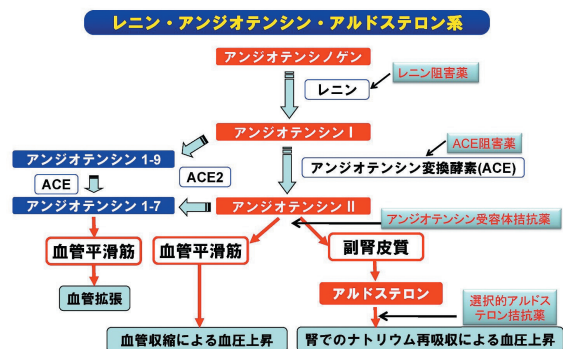 レニン・アンジオテンシン・アルドステロン系
アンジオテンシノゲン
レニン阻害薬
レニン
アンジオテンシンⅠ
ACE阻害薬
アンジオテンシン 1-9
アンジオテンシン変換酵素(ACE)
ACE
ACE2
アンジオテンシン 1-7
アンジオテンシンⅡ
アンジオテンシン受容体拮抗薬
血管平滑筋
血管平滑筋
副腎皮質
血管拡張
アルドステロン
選択的アルドス
テロン拮抗薬
血管収縮による血圧上昇
腎でのナトリウム再吸収による血圧上昇